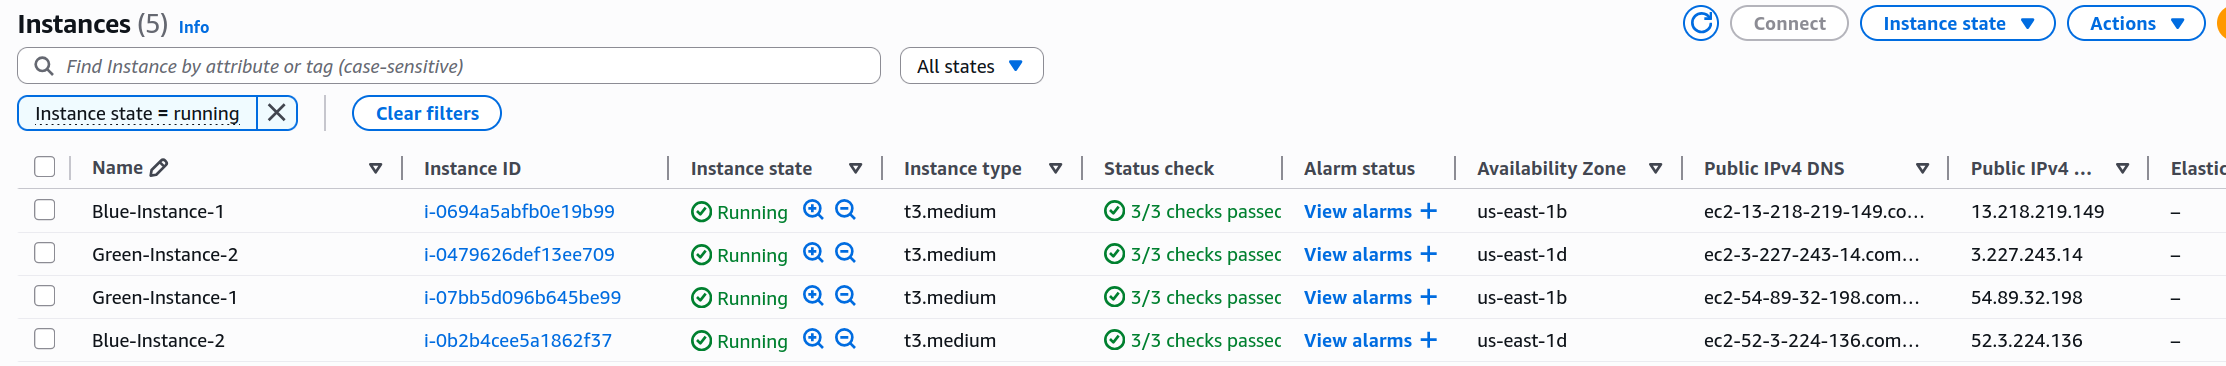 Instances (5) Info
Connect Instance state Actions
Find Instance by attribute or tag (case-sensitive) All states
Instance state = running Clear filters
Name Instance ID Instance state Instance type Status check Alarm status Availability Zone Public IPv4 DNS Public IPv4 ... Elastic
Blue-Instance-1 i-0694a5abfb0e19b99 Running t3.medium 3/3 checks passed View alarms + us-east-1b ec2-13-218-219-149.co... 13.218.219.149 –
Green-Instance-2 i-0479626def13ee709 Running t3.medium 3/3 checks passed View alarms + us-east-1d ec2-3-227-243-14.com... 3.227.243.14 –
Green-Instance-1 i-07bb5d096b645be99 Running t3.medium 3/3 checks passed View alarms + us-east-1b ec2-54-89-32-198.com... 54.89.32.198 –
Blue-Instance-2 i-0b2b4cee5a1862f37 Running t3.medium 3/3 checks passed View alarms + us-east-1d ec2-52-3-224-136.com... 52.3.224.136 –